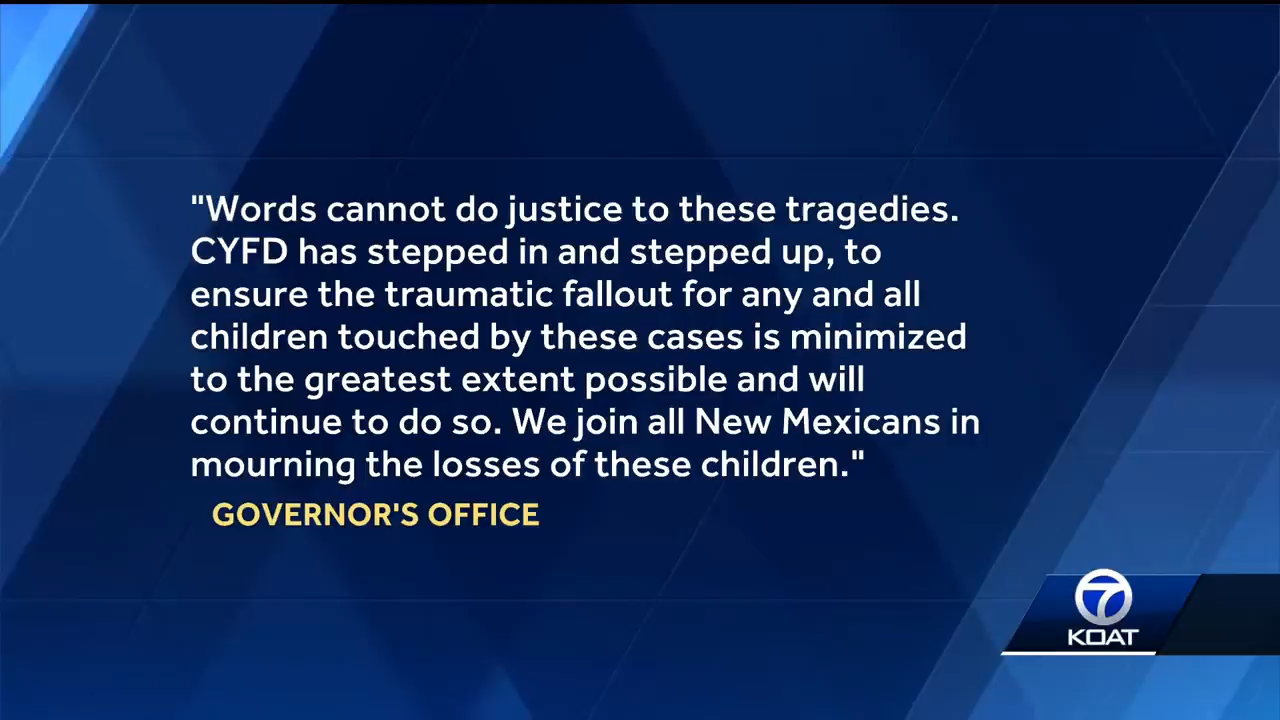 "Words cannot do justice to these tragedies.
CYFD has stepped in and stepped up, to
ensure the traumatic fallout for any and all
children touched by these cases is minimized
to the greatest extent possible and will
continue to do so. We join all New Mexicans in
mourning the losses of these children."
GOVERNOR'S OFFICE
7
KOAT